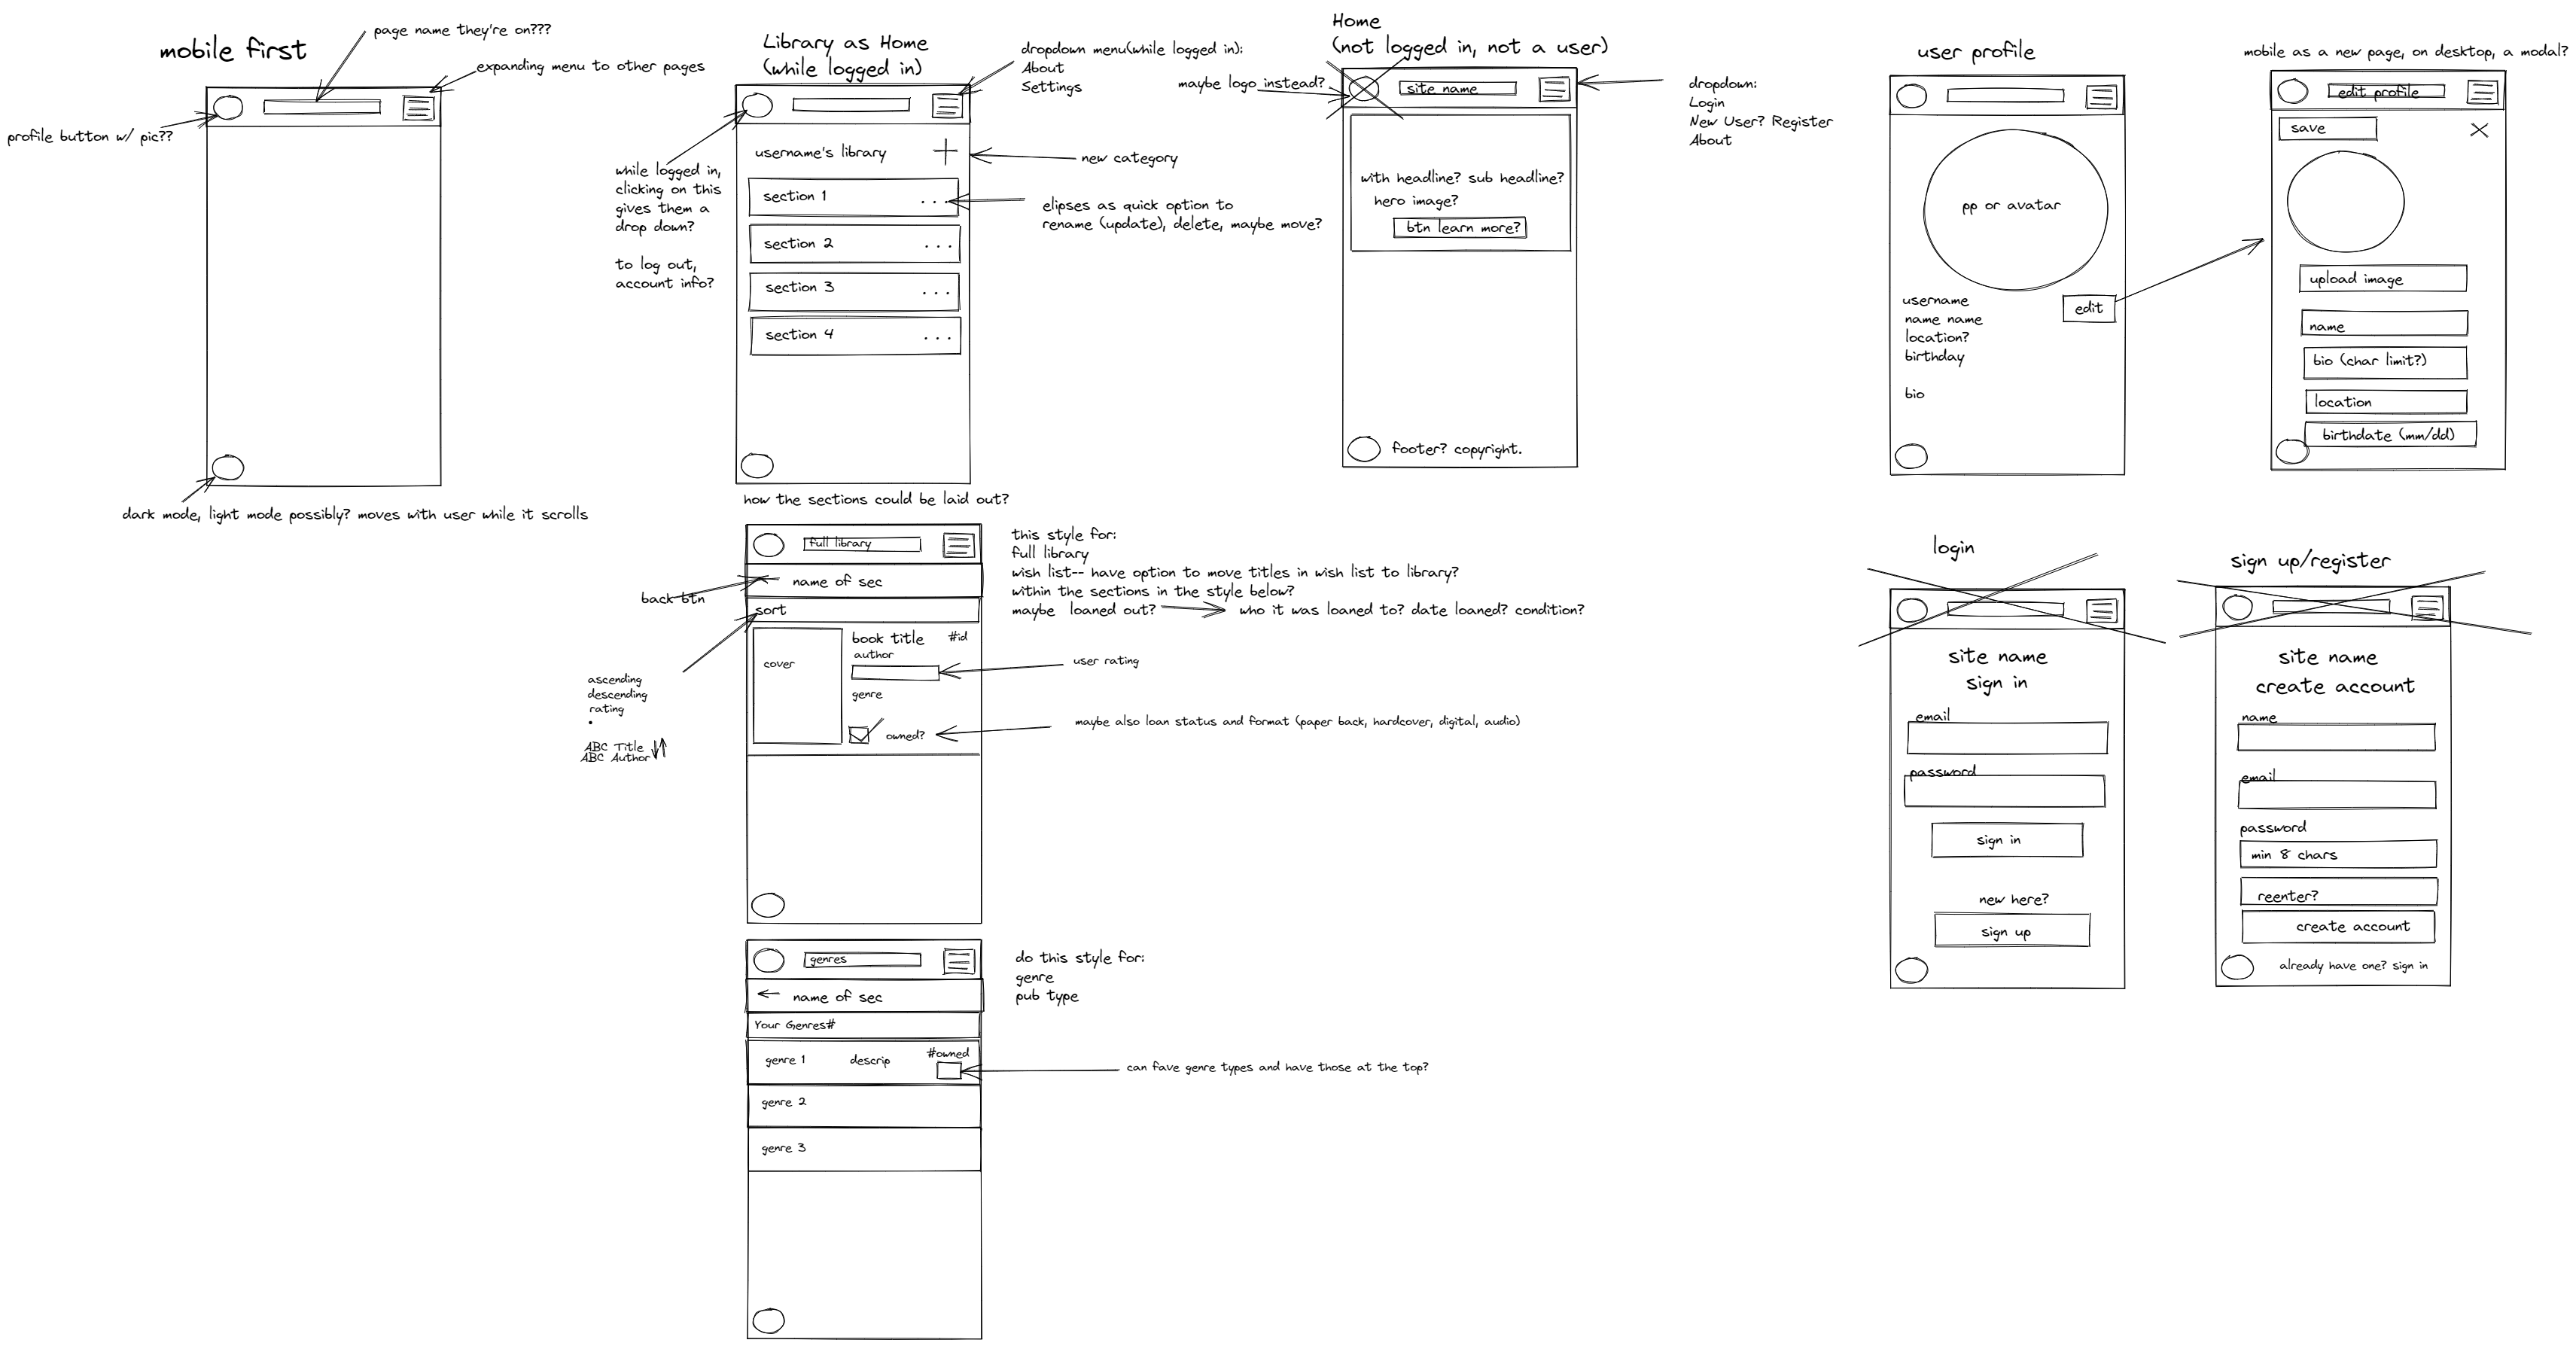 mobile first
page name they're on???
expanding menu to other pages
profile button w/ pic??
dark mode, light mode possibly? moves with user while it scrolls
Library as Home
(while logged in)
dropdown menu(while logged in):
About
Settings
username's library
new category
while logged in,
clicking on this
gives them a
drop down?
to log out,
account info?
section 1
...
elipses as quick option to
rename (update), delete, maybe move?
section 2
...
section 3
...
section 4
...
Home
(not logged in, not a user)
maybe logo instead?
site name
dropdown:
Login
New User? Register
About
with headline? sub headline?
hero image?
btn learn more?
footer? copyright.
user profile
pp or avatar
username
name name
location?
birthday
bio
edit
mobile as a new page, on desktop, a modal?
edit profile
save
upload image
name
bio (char limit?)
location
birthdate (mm/dd)
how the sections could be laid out?
full library
name of sec
back btn
sort
this style for:
full library
wish list-- have option to move titles in wish list to library?
within the sections in the style below?
maybe loaned out?
who it was loaned to? date loaned? condition?
cover
book title
#id
author
user rating
genre
owned?
maybe also loan status and format (paper back, hardcover, digital, audio)
ascending
descending
rating
•
ABC Title
ABC Author
genres
name of sec
Your Genres#
genre 1
descrip
#owned
genre 2
genre 3
do this style for:
genre
pub type
can fave genre types and have those at the top?
login
site name
sign in
email
password
sign in
new here?
sign up
sign up/register
site name
create account
name
email
password
min 8 chars
reenter?
create account
already have one? sign in